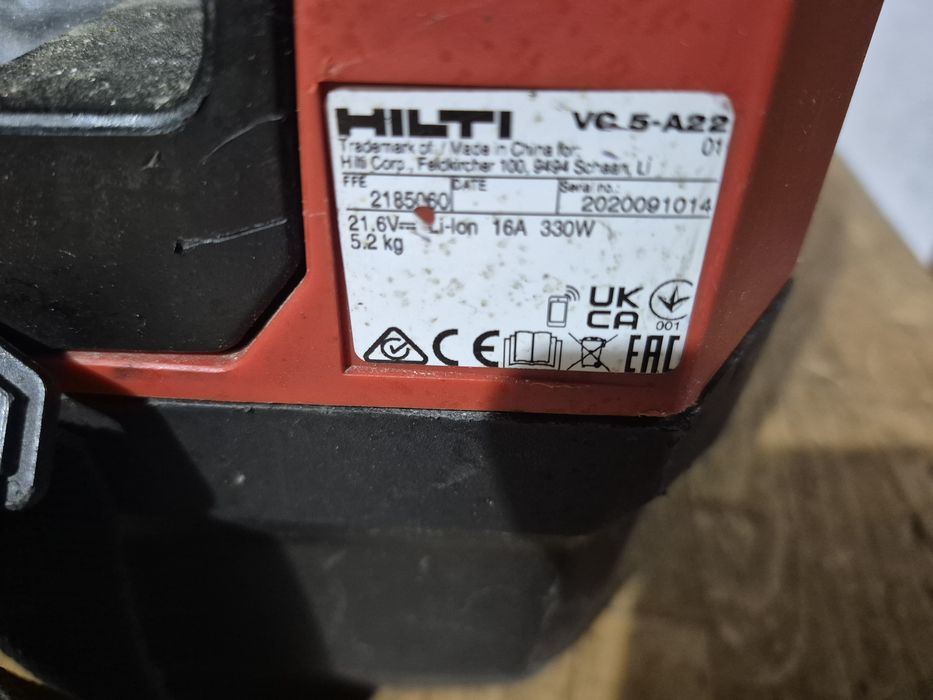 HILTI VC 5-A22
Trademark of / Made in China for: 01
Hilti Corp., Feldkircher 100, 9494 Schaan, LI
FFE DATE Serial no.:
2185060 2020091014
21.6V⎓ Li-Ion 16A 330W
5.2 kg
UK
CA 001
CE EAC